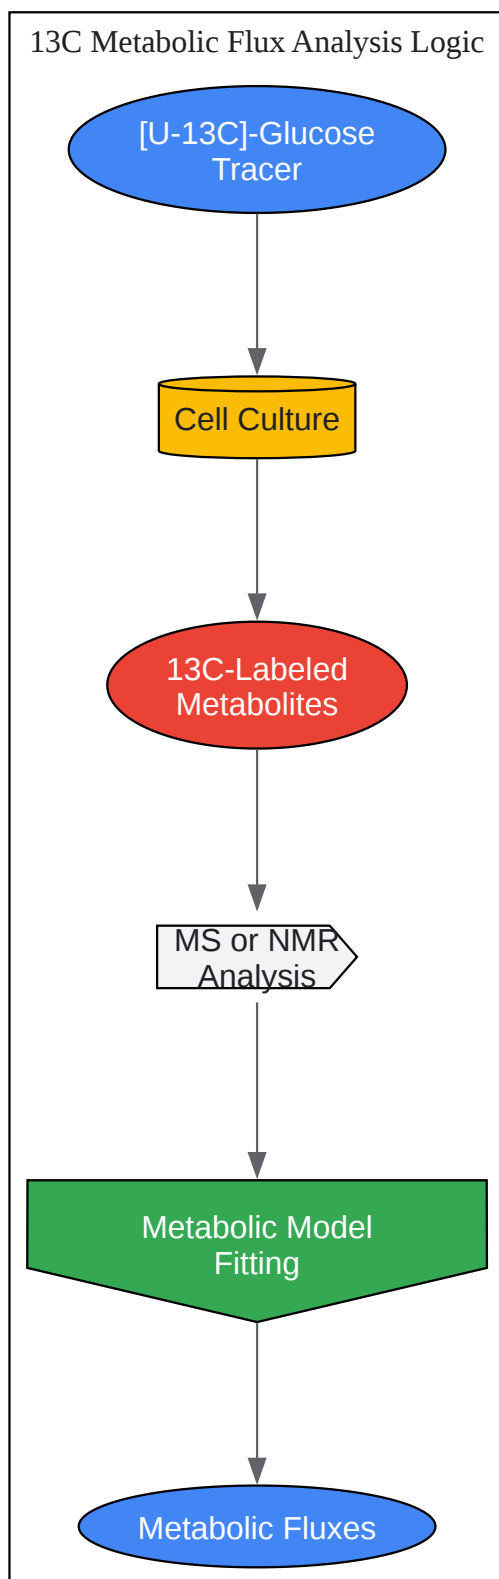 13C Metabolic Flux Analysis Logic
[U-13C]-Glucose
Tracer
Cell Culture
13C-Labeled
Metabolites
MS or NMR
Analysis
Metabolic Model
Fitting
Metabolic Fluxes